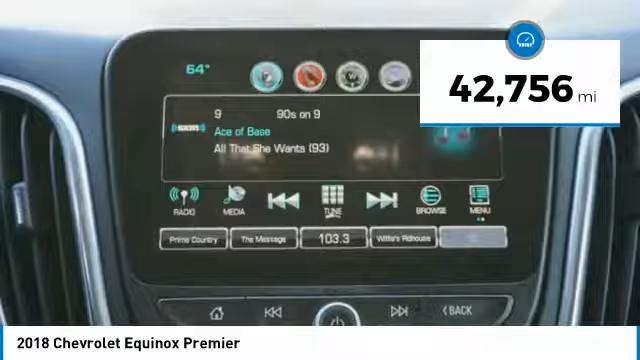 64°
42,756 mi
9 90s on 9
((SXM))
Ace of Base
All That She Wants (93)
RADIO MEDIA TUNE BROWSE MENU
Prime Country The Message 103.3 Willie's Rdhouse
BACK
2018 Chevrolet Equinox Premier